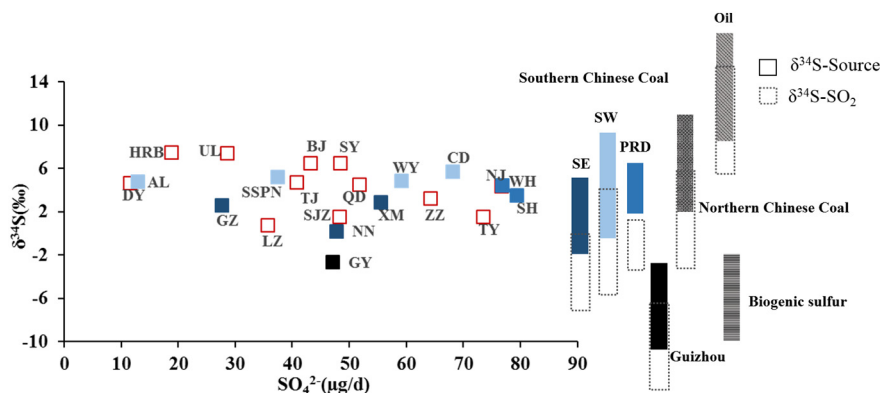 Oil
Southern Chinese Coal
δ³⁴S-Source
δ³⁴S-SO₂
SE
SW
PRD
Northern Chinese Coal
Biogenic sulfur
Guizhou
14
10
6
2
-2
-6
-10
δ³⁴S(‰)
HRB
UL
BJ
SY
DY
AL
SSPN
TJ
QD
WY
CD
NJ
WH
SH
GZ
LZ
SJZ
NN
XM
ZZ
TY
GY
0 10 20 30 40 50 60 70 80 90
SO₄²⁻(μg/d)